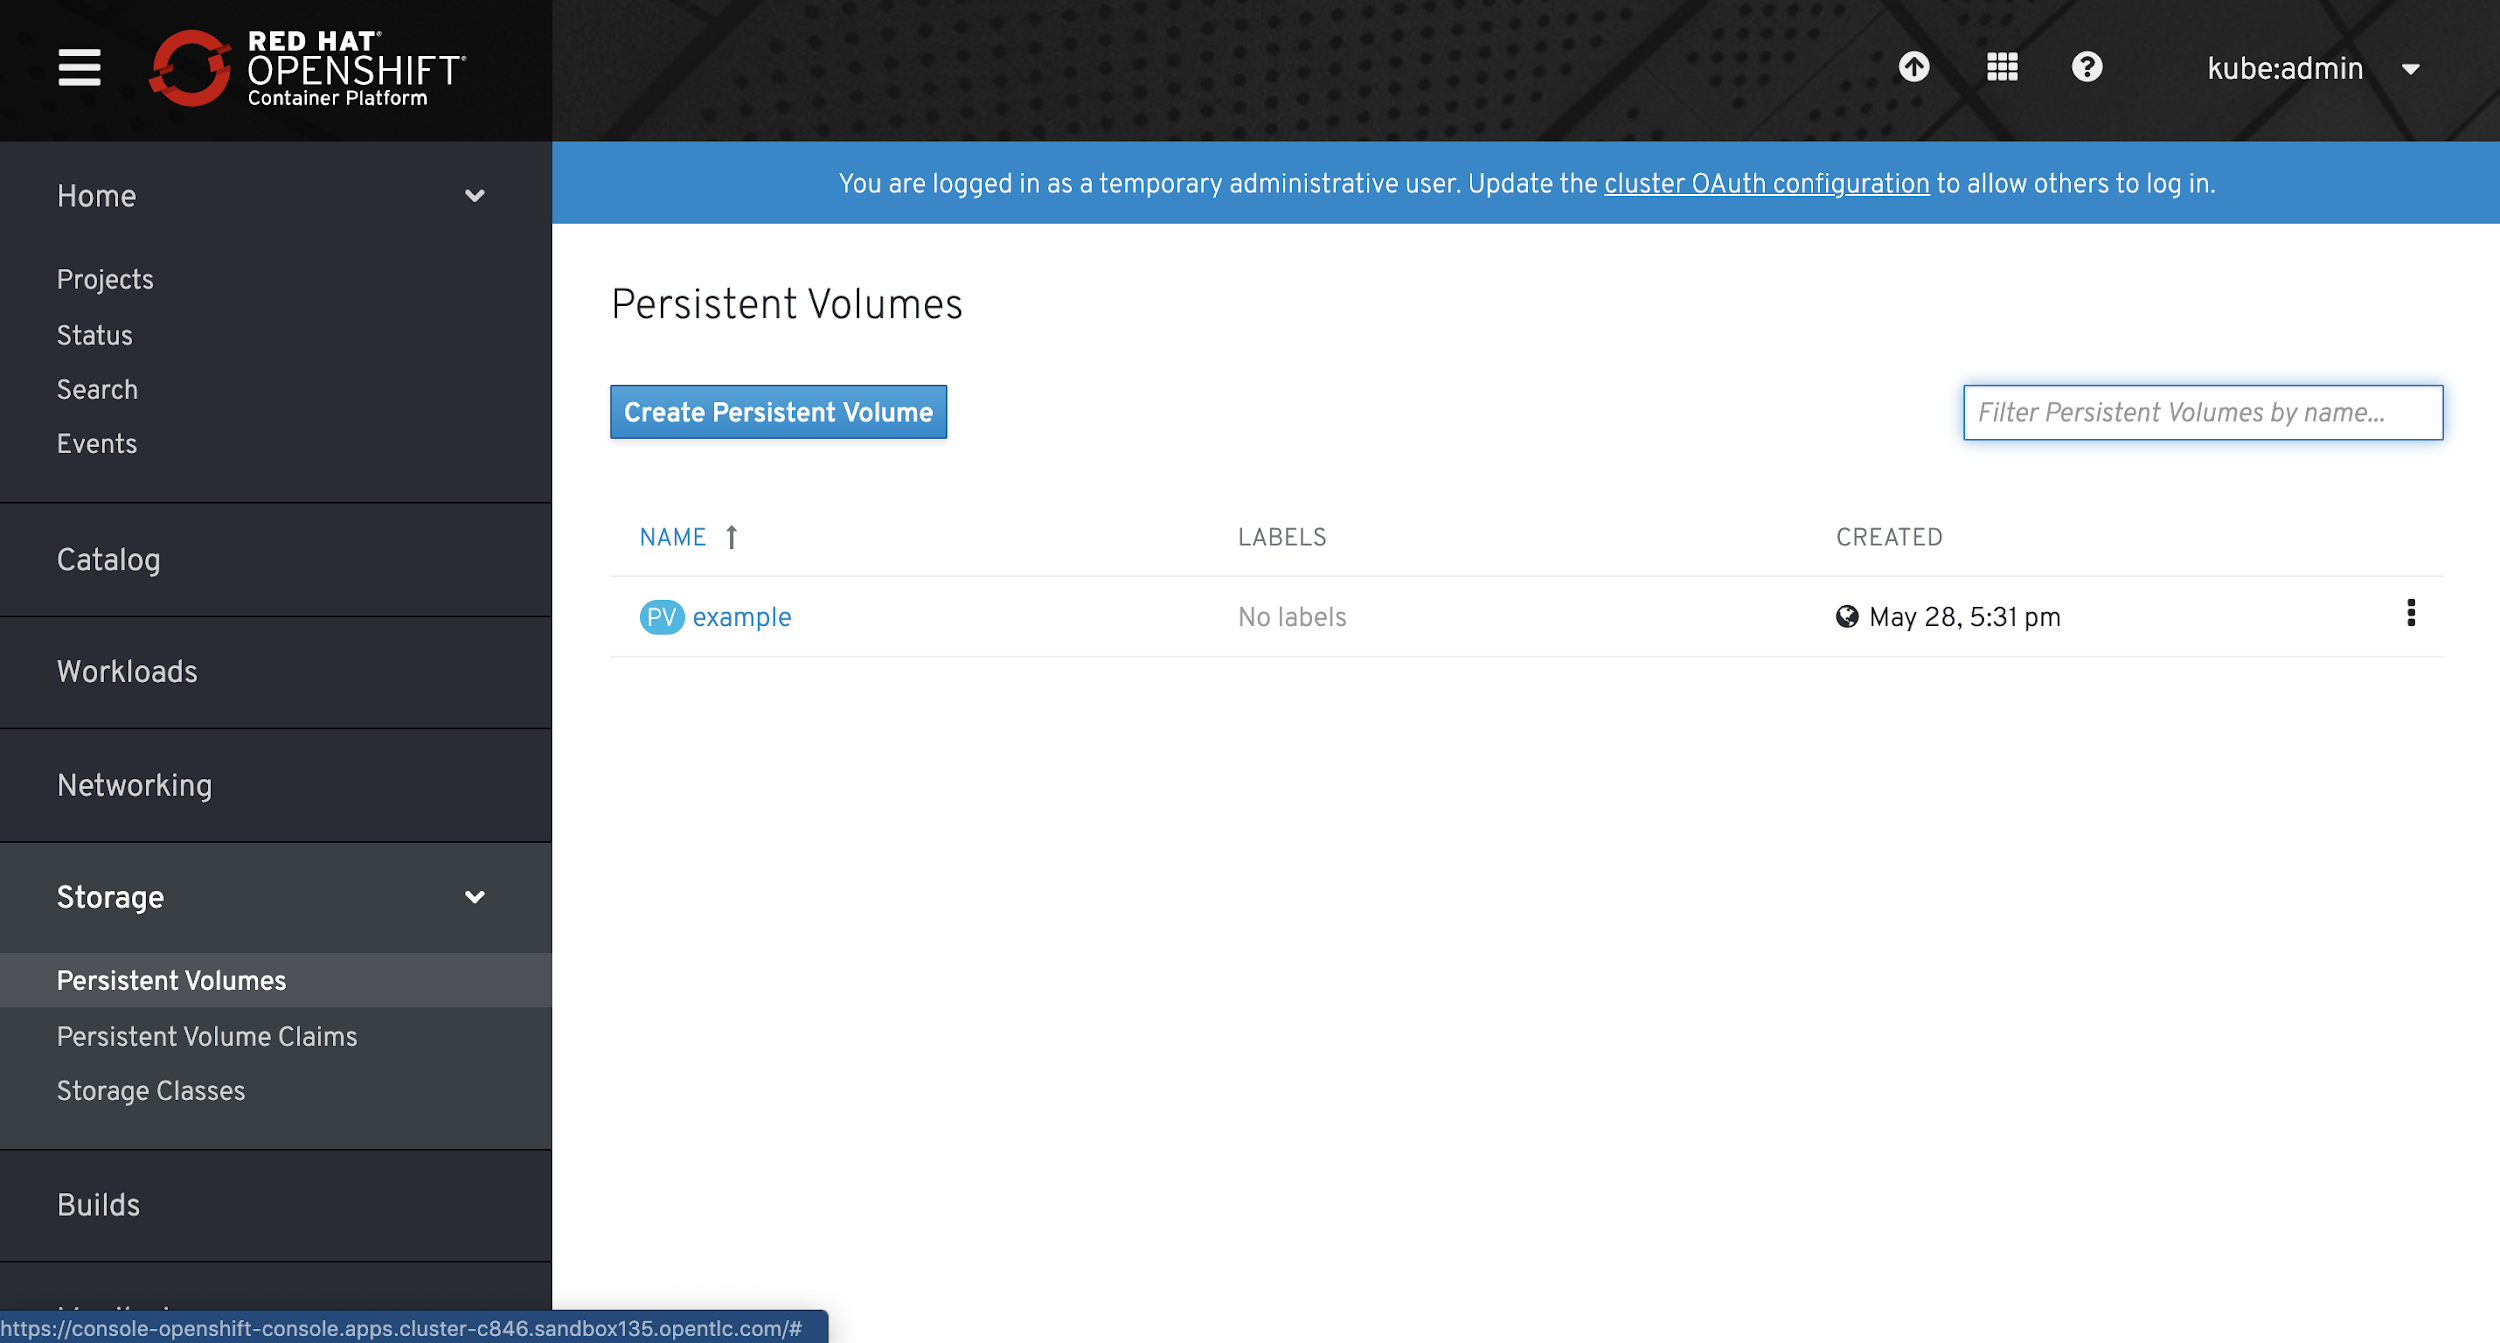 RED HAT®
OPENSHIFT®
Container Platform
kube:admin
You are logged in as a temporary administrative user. Update the cluster OAuth configuration to allow others to log in.
Home
Projects
Status
Search
Events
Catalog
Workloads
Networking
Storage
Persistent Volumes
Persistent Volume Claims
Storage Classes
Builds
Persistent Volumes
Create Persistent Volume
Filter Persistent Volumes by name...
NAME LABELS CREATED
PV example No labels May 28, 5:31 pm
https://console-openshift-console.apps.cluster-c846.sandbox135.opentlc.com/#